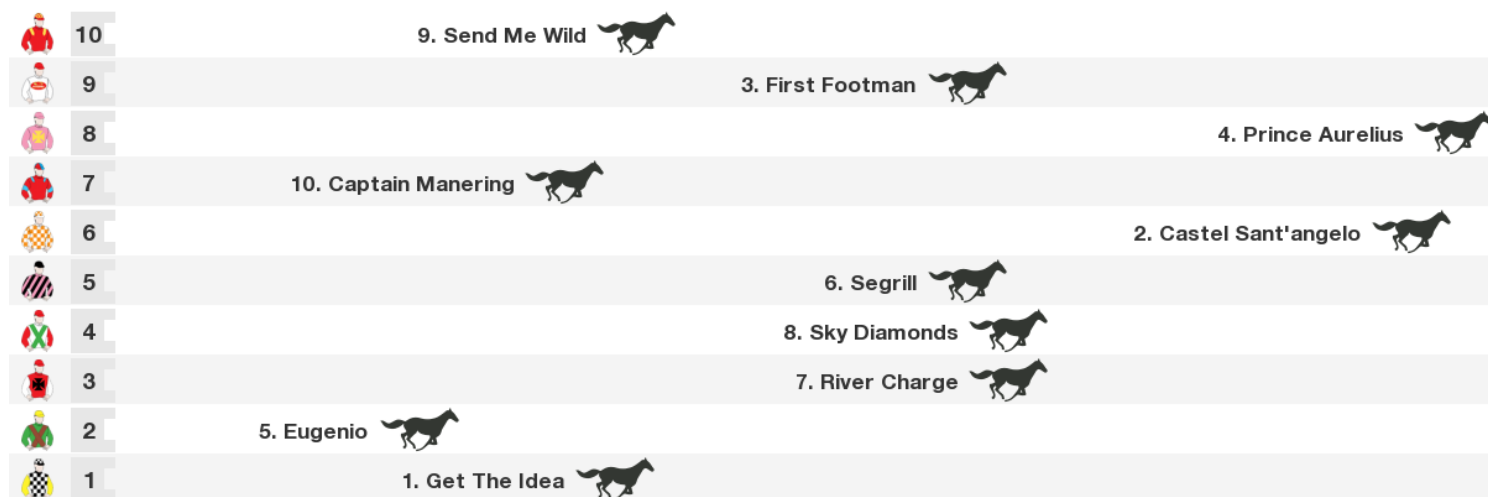 10 9. Send Me Wild
9 3. First Footman
8 4. Prince Aurelius
7 10. Captain Manering
6 2. Castel Sant'angelo
5 6. Segrill
4 8. Sky Diamonds
3 7. River Charge
2 5. Eugenio
1 1. Get The Idea